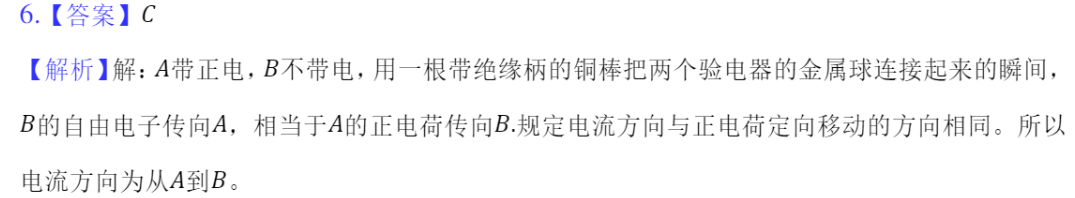 6.【答案】C
【解析】解：A带正电，B不带电，用一根带绝缘柄的铜棒把两个验电器的金属球连接起来的瞬间，
B的自由电子传向A，相当于A的正电荷传向B.规定电流方向与正电荷定向移动的方向相同。所以
电流方向为从A到B。